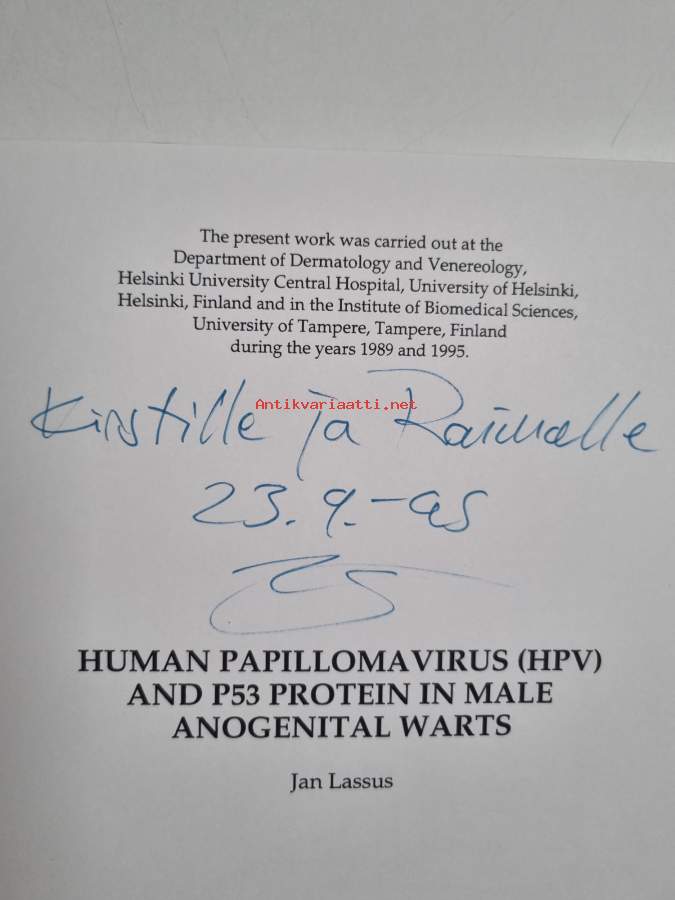 The present work was carried out at the
Department of Dermatology and Venereology,
Helsinki University Central Hospital, University of Helsinki,
Helsinki, Finland and in the Institute of Biomedical Sciences,
University of Tampere, Tampere, Finland
during the years 1989 and 1995.
Antikvariaatti.net
Kirstille ja Raimolle
23.9.-95
HUMAN PAPILLOMAVIRUS (HPV)
AND P53 PROTEIN IN MALE
ANOGENITAL WARTS
Jan Lassus